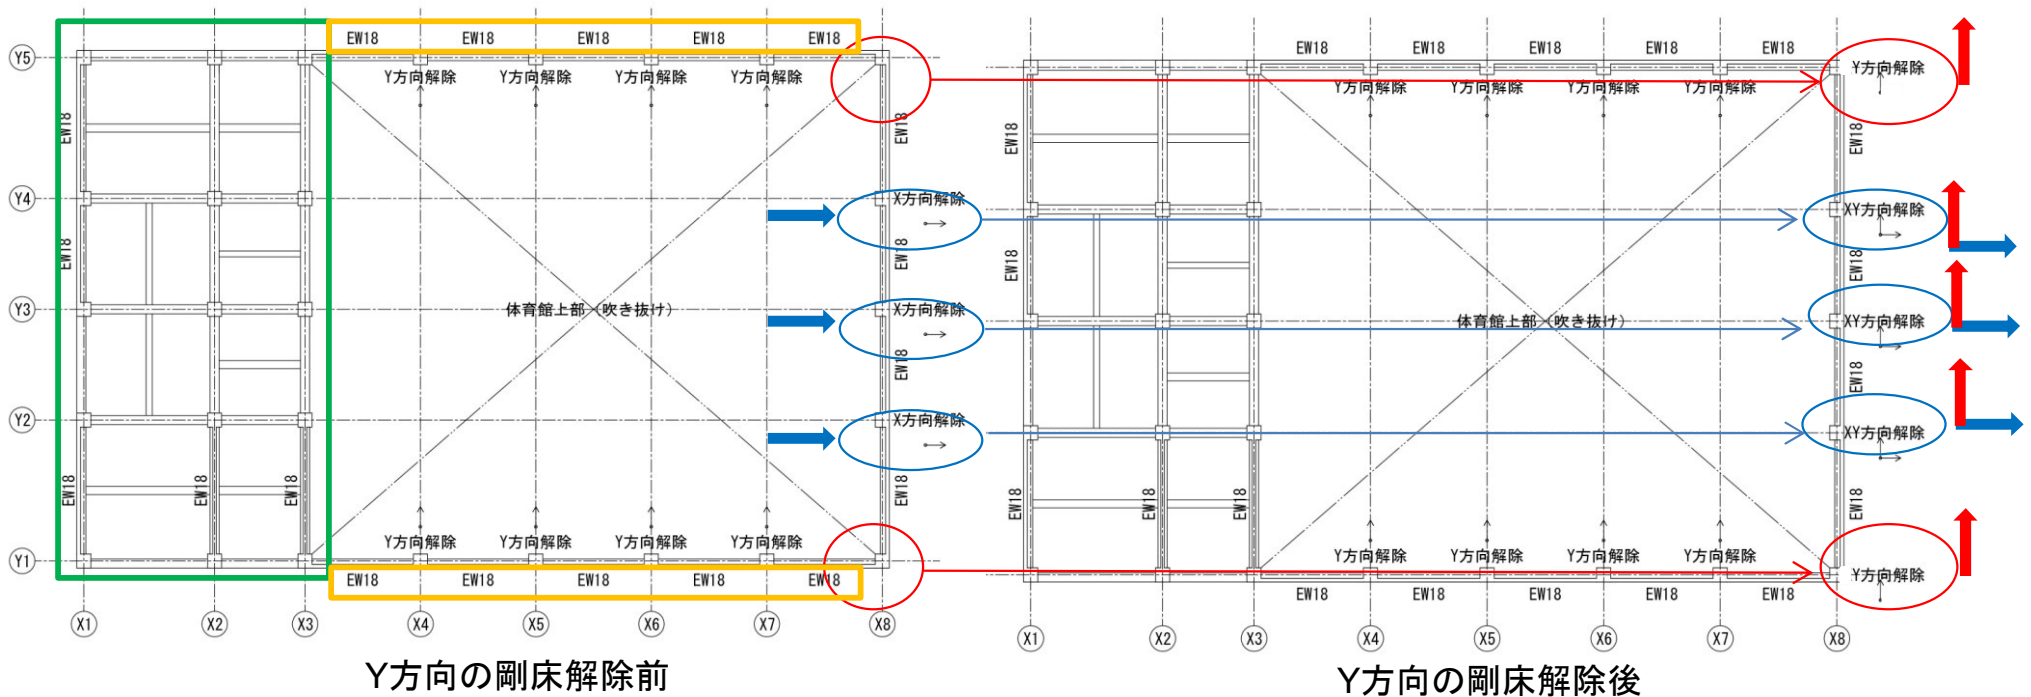 EW18 EW18 EW18 EW18 EW18
Y5
Y方向解除 Y方向解除 Y方向解除 Y方向解除
EW18
EW18
Y4
X方向解除
EW18
EW18
Y3
体育館上部 (吹き抜け)
X方向解除
EW18
Y2
X方向解除
EW18
EW18
EW18
EW18
Y方向解除 Y方向解除 Y方向解除 Y方向解除
Y1
EW18 EW18 EW18 EW18 EW18
X1 X2 X3 X4 X5 X6 X7 X8
Y方向の剛床解除前
EW18 EW18 EW18 EW18 EW18
Y方向解除
Y方向解除 Y方向解除 Y方向解除 Y方向解除
EW18
EW18
XY方向解除
EW18
EW18
体育館上部 (吹き抜け)
XY方向解除
EW18
XY方向解除
EW18
EW18
EW18
EW18
Y方向解除 Y方向解除 Y方向解除 Y方向解除
Y方向解除
EW18 EW18 EW18 EW18 EW18
X1 X2 X3 X4 X5 X6 X7 X8
Y方向の剛床解除後